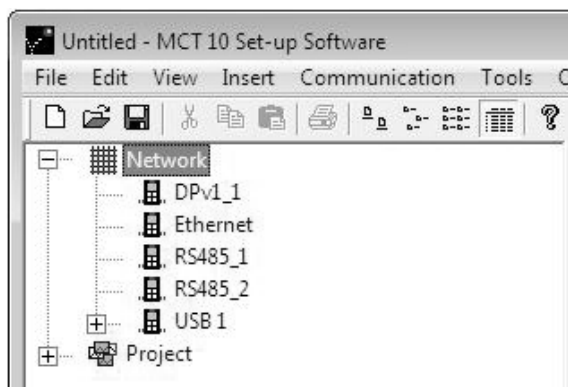 Untitled - MCT 10 Set-up Software
File Edit View Insert Communication Tools
Network
DPv1_1
Ethernet
RS485_1
RS485_2
USB 1
Project